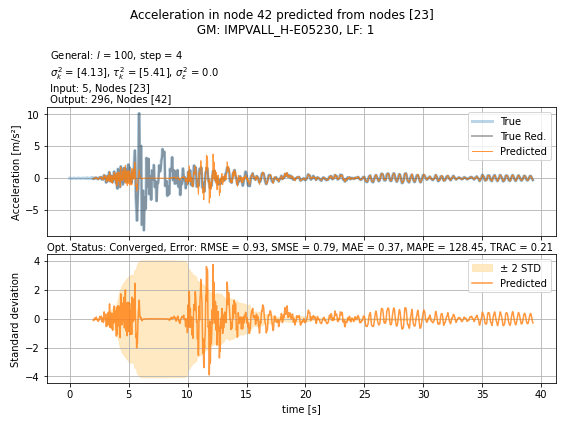 Acceleration in node 42 predicted from nodes [23]
GM: IMPVALL_H-E05230, LF: 1
General: l = 100, step = 4
σ²ₖ = [4.13], τ²ₖ = [5.41], σ²ε = 0.0
Input: 5, Nodes [23]
Output: 296, Nodes [42]
Acceleration [m/s²]
10
5
0
−5
True
True Red.
Predicted
Opt. Status: Converged, Error: RMSE = 0.93, SMSE = 0.79, MAE = 0.37, MAPE = 128.45, TRAC = 0.21
Standard deviation
4
2
0
−2
−4
± 2 STD
Predicted
0 5 10 15 20 25 30 35 40
time [s]